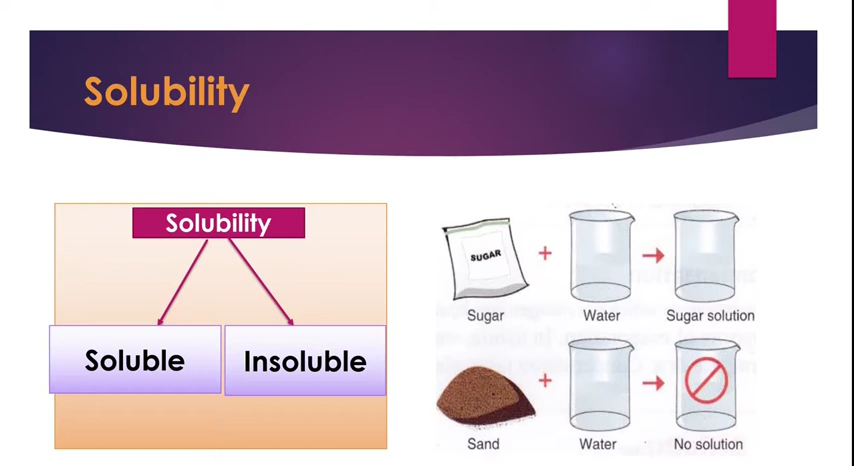 Solubility
Solubility
Soluble
Insoluble
SUGAR
+
Sugar
Water
Sugar solution
+
Sand
Water
No solution